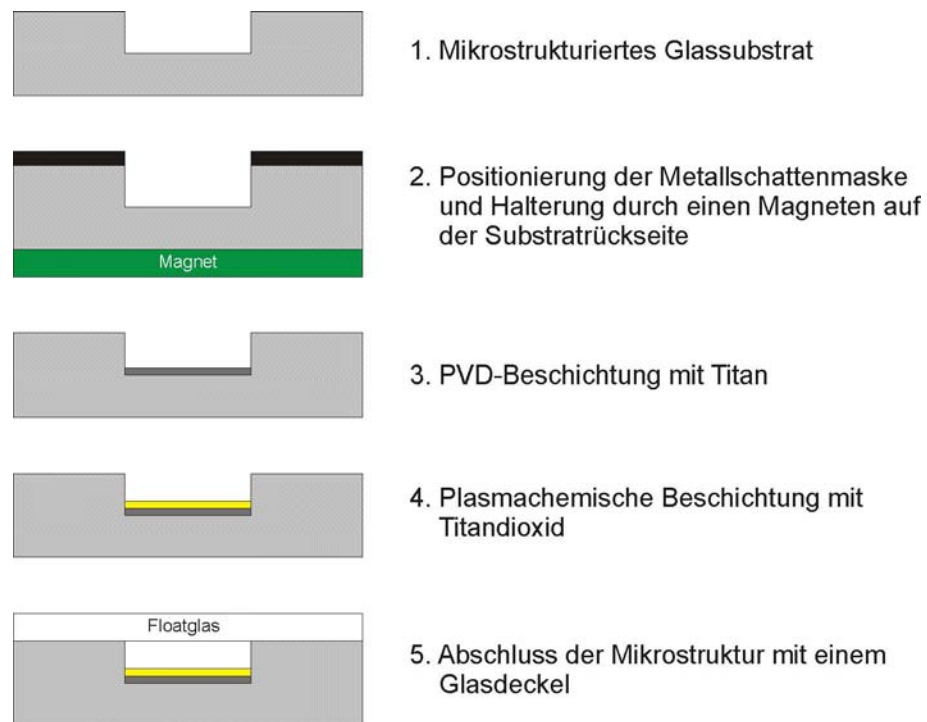 1. Mikrostrukturiertes Glassubstrat
2. Positionierung der Metallschattenmaske
und Halterung durch einen Magneten auf
der Substratrückseite
Magnet
3. PVD-Beschichtung mit Titan
4. Plasmachemische Beschichtung mit
Titandioxid
Floatglas
5. Abschluss der Mikrostruktur mit einem
Glasdeckel